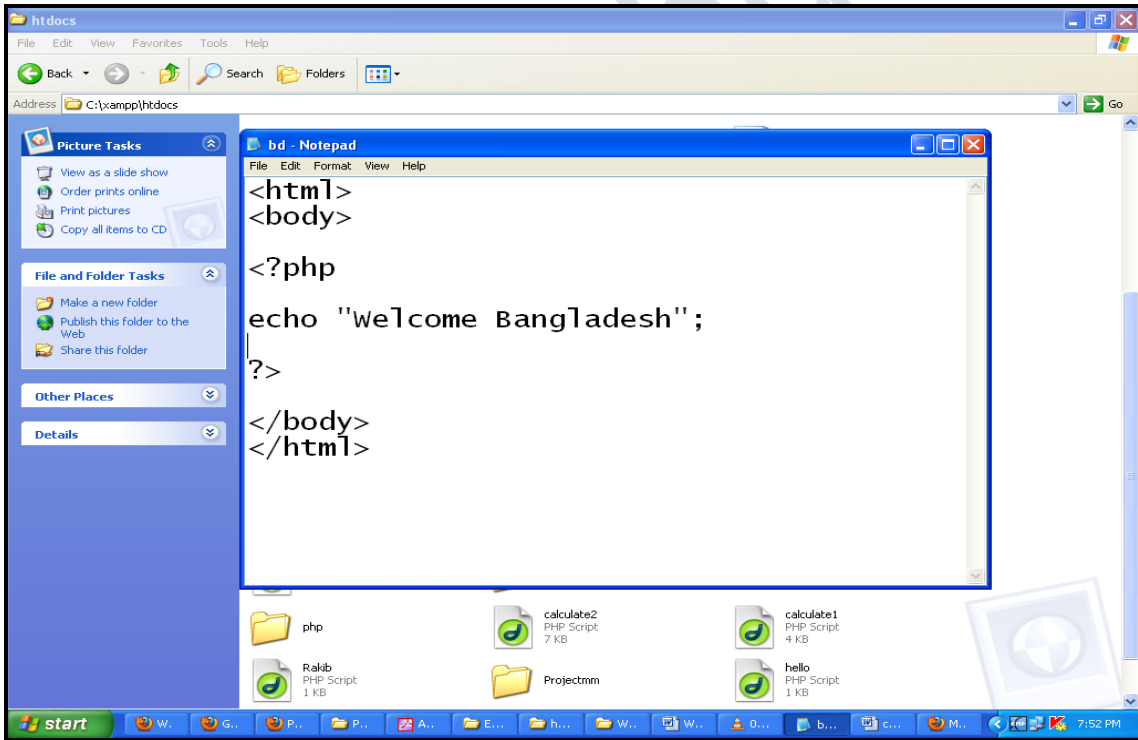 htdocs
File Edit View Favorites Tools Help
Back Search Folders
Address C:\xampp\htdocs Go
Picture Tasks
View as a slide show
Order prints online
Print pictures
Copy all items to CD
File and Folder Tasks
Make a new folder
Publish this folder to the
Web
Share this folder
Other Places
Details
bd - Notepad
File Edit Format View Help
<html>
<body>
<?php
echo "Welcome Bangladesh";
?>
</body>
</html>
php
calculate2
PHP Script
7 KB
calculate1
PHP Script
4 KB
Rakib
PHP Script
1 KB
Projectmm
hello
PHP Script
1 KB
start W.. G.. P.. P.. A.. E... h... W.. W.. 0... b... c... M.. 7:52 PM